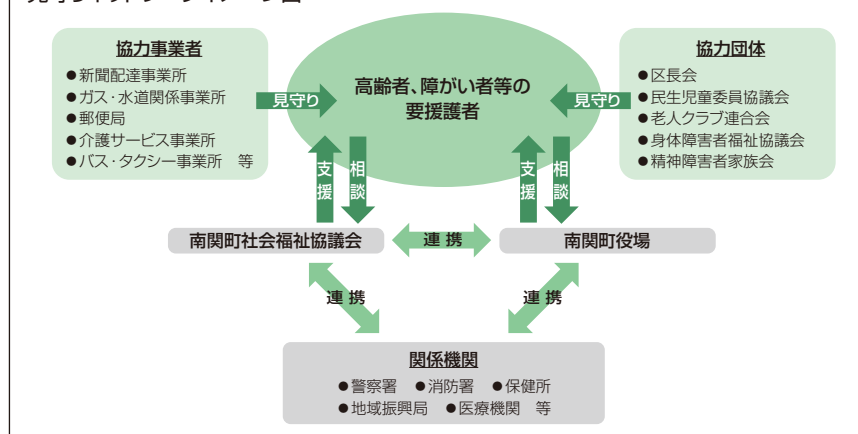 協力事業者
●新聞配達事業所
●ガス・水道関係事業所
●郵便局
●介護サービス事業所
●バス・タクシー事業所 等
見守り
高齢者、障がい者等の
要援護者
見守り
協力団体
●区長会
●民生児童委員協議会
●老人クラブ連合会
●身体障害者福祉協議会
●精神障害者家族会
支援
相談
支援
相談
南関町社会福祉協議会
連携
南関町役場
連携
連携
関係機関
●警察署 ●消防署 ●保健所
●地域振興局 ●医療機関 等